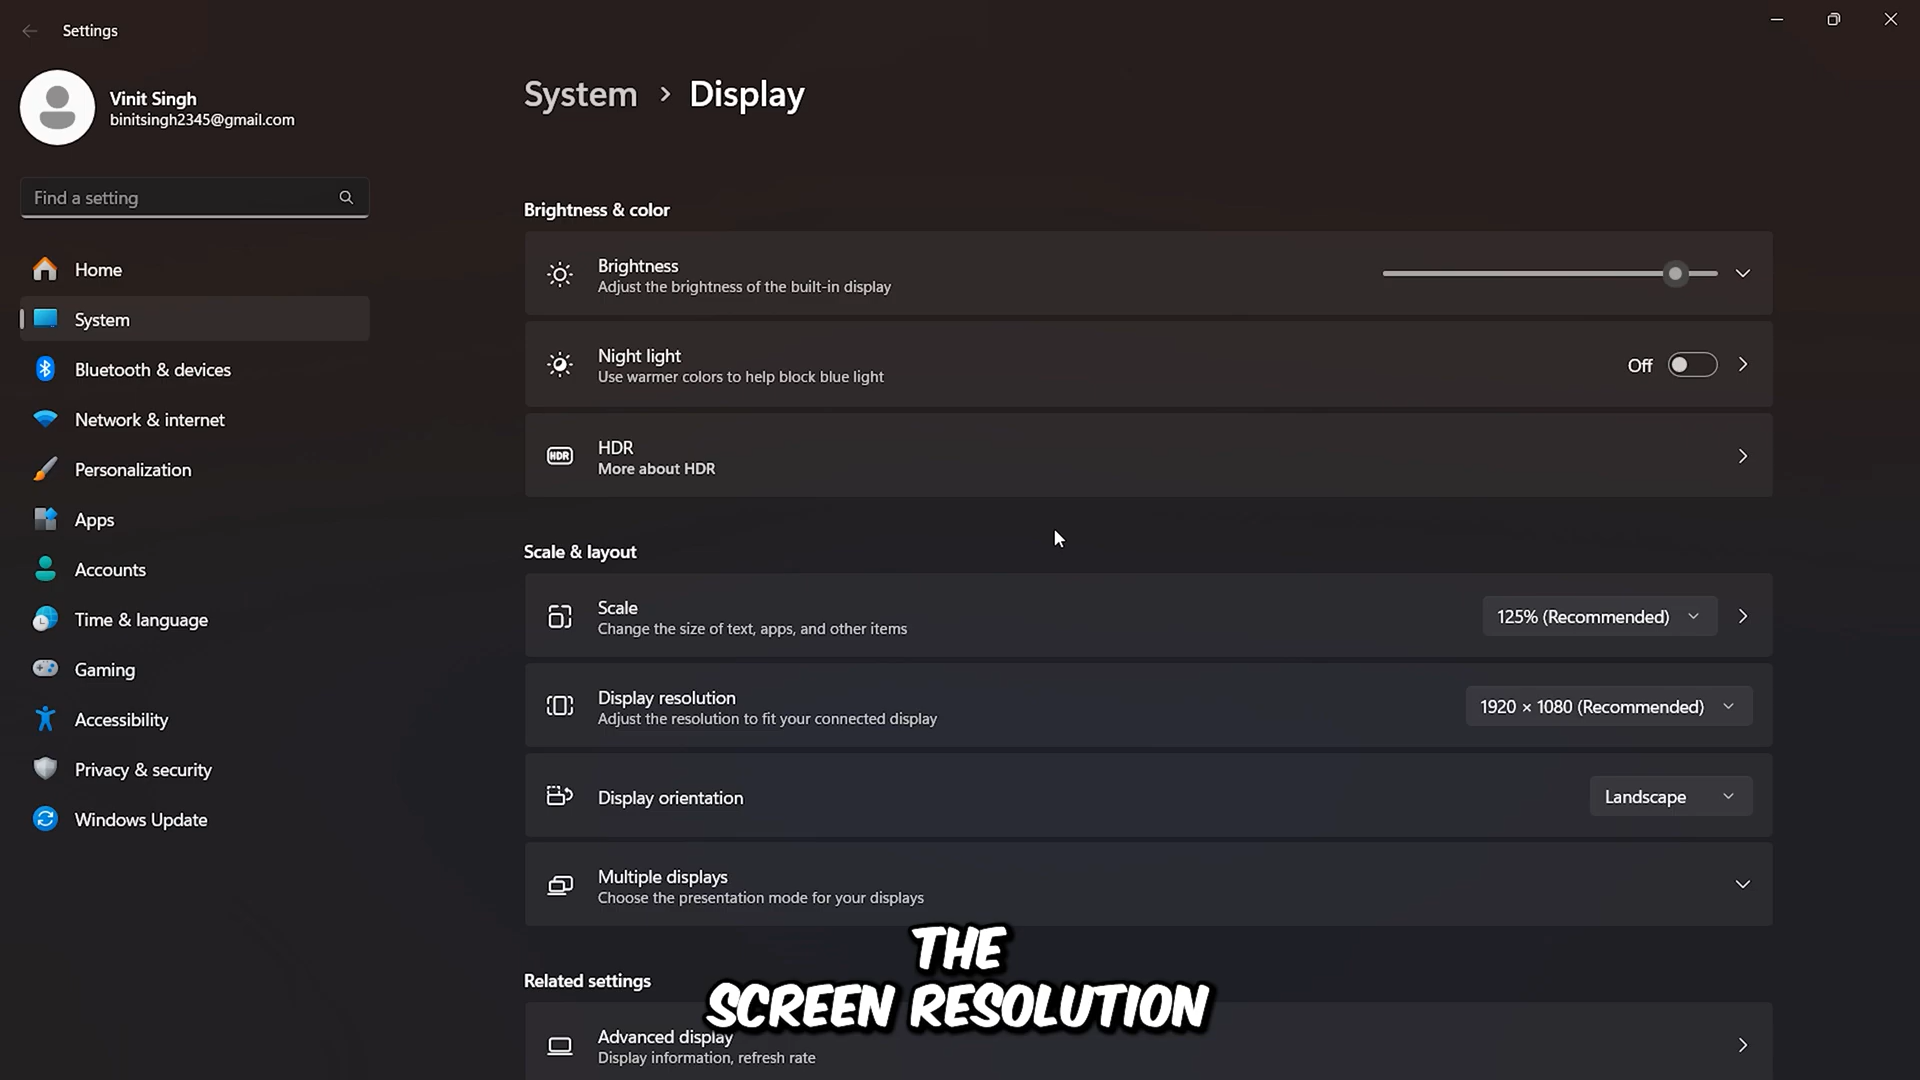 Settings
Vinit Singh
binitsingh2345@gmail.com
Find a setting
Home
System
Bluetooth & devices
Network & internet
Personalization
Apps
Accounts
Time & language
Gaming
Accessibility
Privacy & security
Windows Update
System > Display
Brightness & color
Brightness
Adjust the brightness of the built-in display
Night light
Use warmer colors to help block blue light
Off
HDR
HDR
More about HDR
Scale & layout
Scale
Change the size of text, apps, and other items
125% (Recommended)
Display resolution
Adjust the resolution to fit your connected display
1920 × 1080 (Recommended)
Display orientation
Landscape
Multiple displays
Choose the presentation mode for your displays
Related settings
Advanced display
Display information, refresh rate
THE
SCREEN RESOLUTION